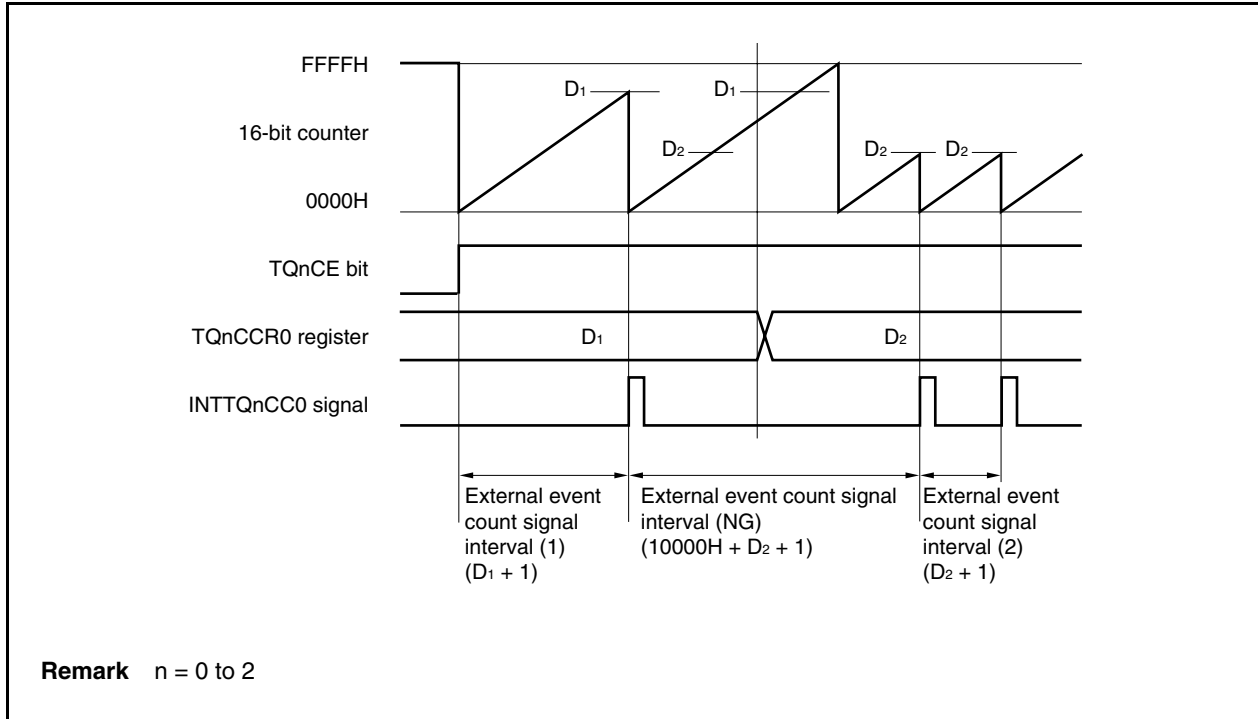 FFFFH
D1
D1
16-bit counter
D2
D2
D2
0000H
TQnCE bit
TQnCCR0 register
D1
D2
INTTQnCC0 signal
External event
count signal
interval (1)
(D1 + 1)
External event count signal
interval (NG)
(10000H + D2 + 1)
External event
count signal
interval (2)
(D2 + 1)
Remark n = 0 to 2